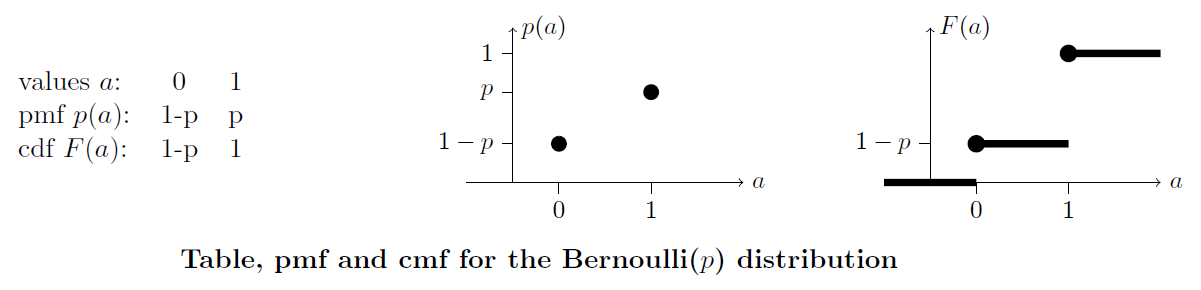 values a: 0 1
pmf p(a): 1-p p
cdf F(a): 1-p 1
p(a)
1
p
1 − p
a
0 1
F(a)
1 − p
a
0 1
Table, pmf and cmf for the Bernoulli(p) distribution